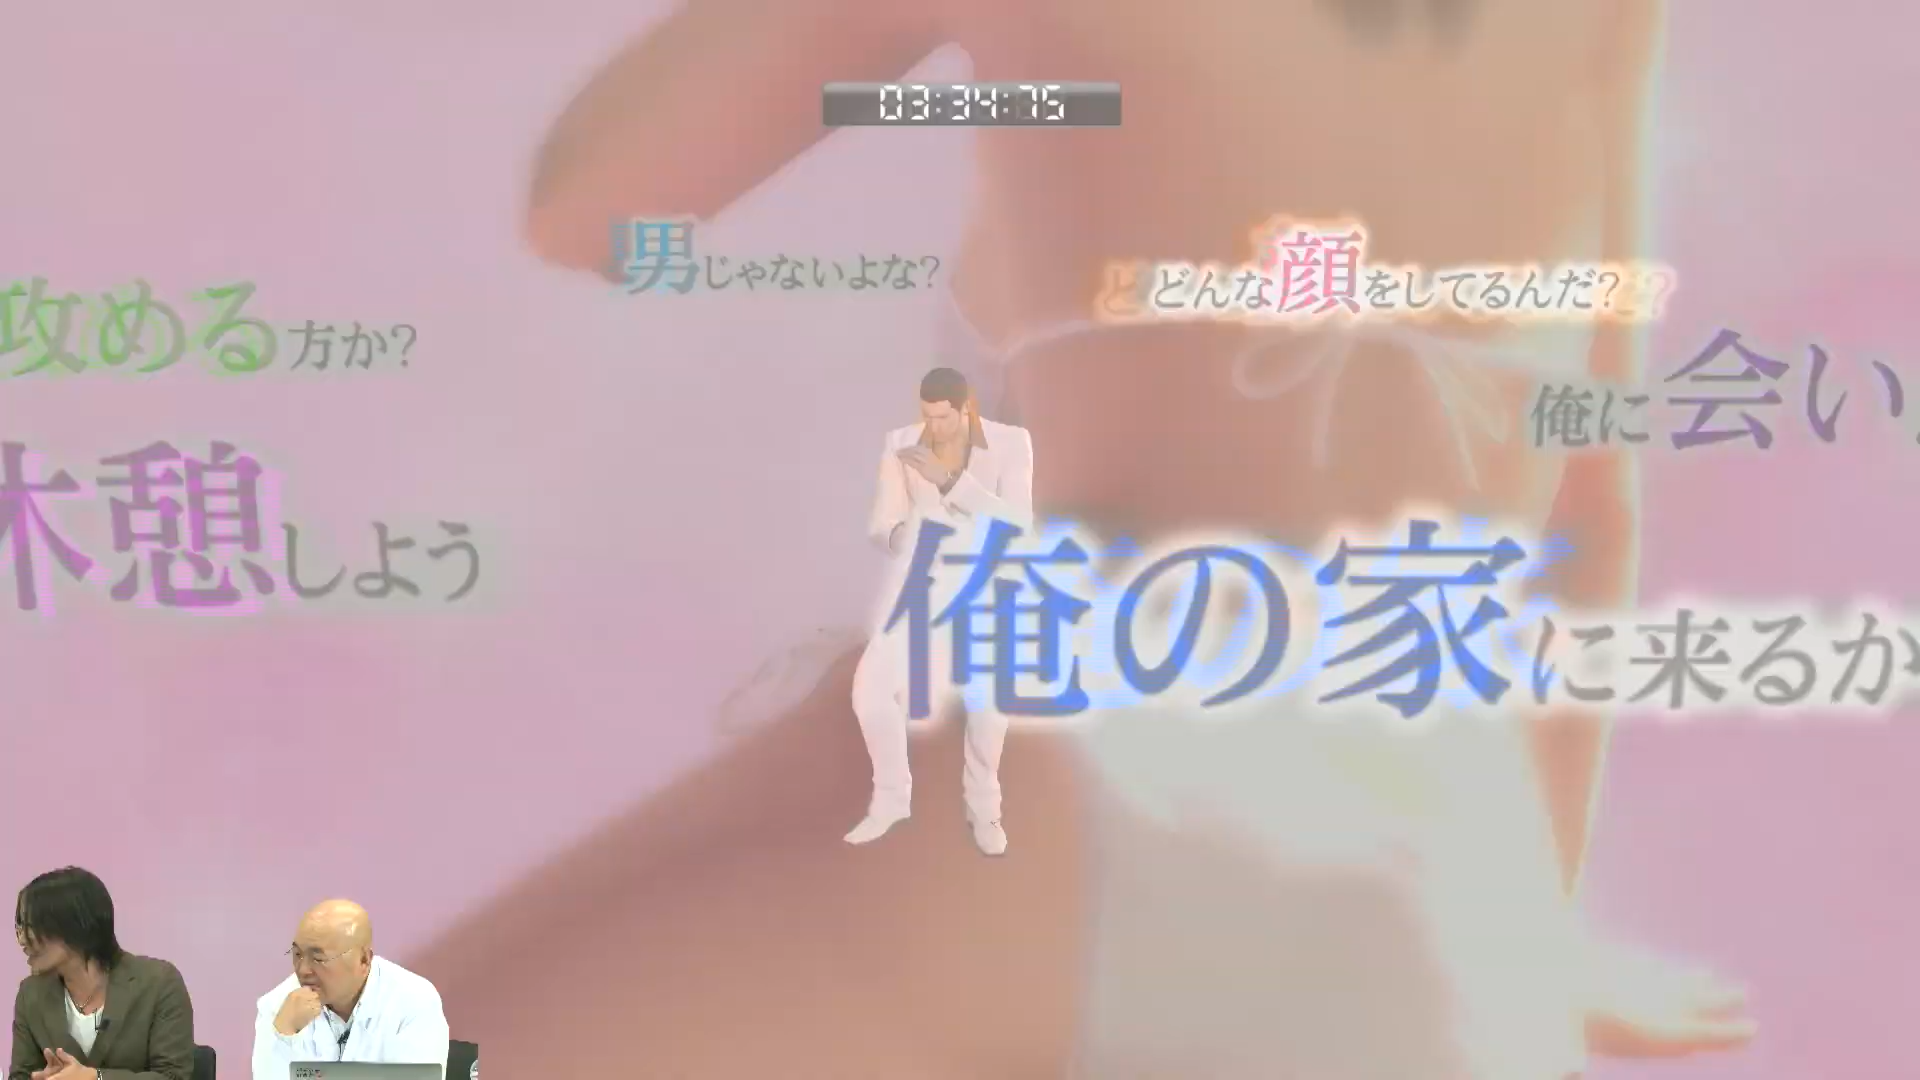 03:34:75
男じゃないよな?
どんな顔をしてるんだ?
攻める方か?
俺に会い
休憩しよう
俺の家に来るか